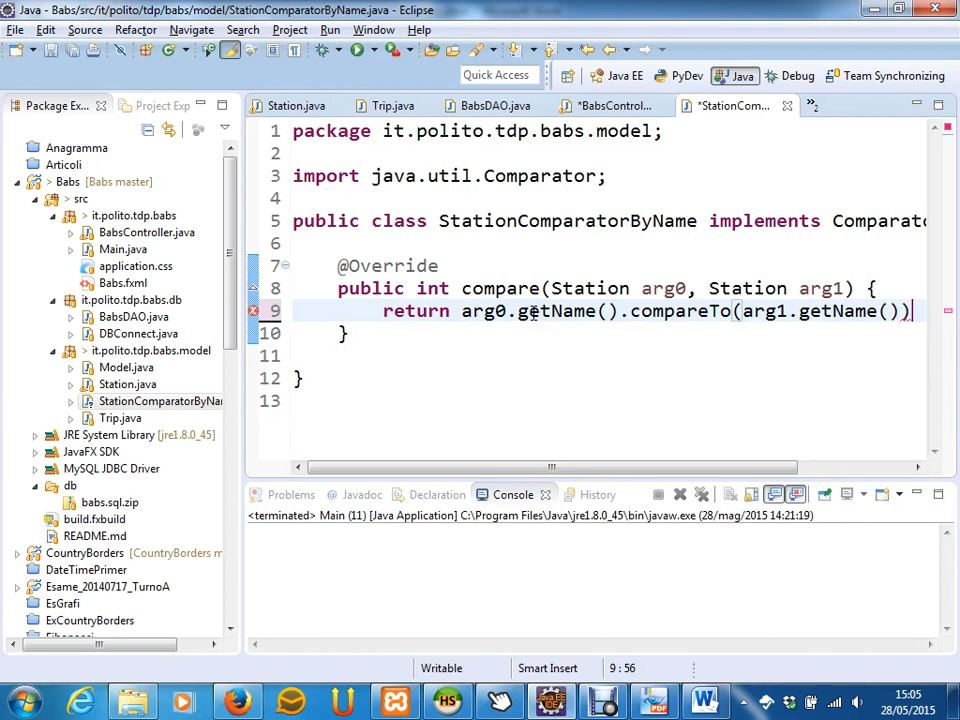 Java - Babs/src/it/polito/tdp/babs/model/StationComparatorByName.java - Eclipse
File Edit Source Refactor Navigate Search Project Run Window Help
Quick Access Java EE PyDev Java Debug Team Synchronizing
Package Ex... Project Exp
Station.java Trip.java BabsDAO.java *BabsControl... *StationCom... »2
Anagramma
Articoli
> Babs [Babs master]
> src
> it.polito.tdp.babs
BabsController.java
Main.java
application.css
Babs.fxml
it.polito.tdp.babs.db
BabsDAO.java
DBConnect.java
> it.polito.tdp.babs.model
Model.java
Station.java
StationComparatorByNar
Trip.java
JRE System Library [jre1.8.0_45]
JavaFX SDK
MySQL JDBC Driver
db
babs.sql.zip
build.fxbuild
README.md
CountryBorders [CountryBorders m
DateTimePrimer
Esame_20140717_TurnoA
EsGrafi
ExCountryBorders
Fibonacci
1 package it.polito.tdp.babs.model;
2
3 import java.util.Comparator;
4
5 public class StationComparatorByName implements Comparato
6
7 @Override
8 public int compare(Station arg0, Station arg1) {
9 return arg0.getName().compareTo(arg1.getName())
10 }
11
12 }
13
Problems Javadoc Declaration Console History
<terminated> Main (11) [Java Application] C:\Program Files\Java\jre1.8.0_45\bin\javaw.exe (28/mag/2015 14:21:19)
Writable Smart Insert 9 : 56
15:05
28/05/2015